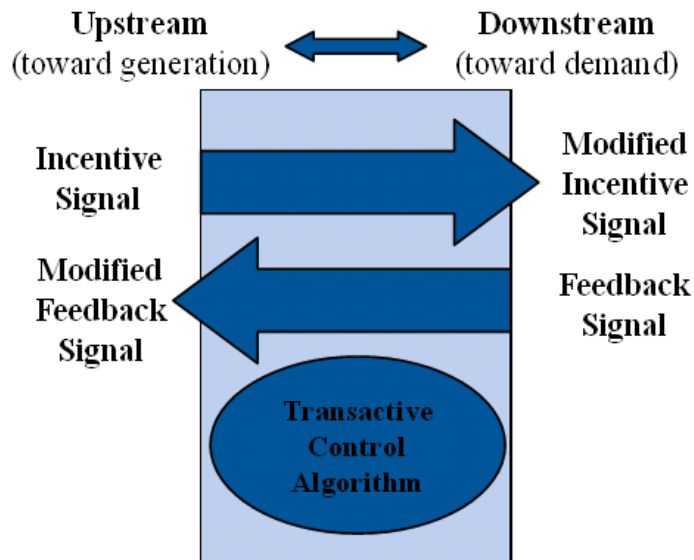 Upstream
(toward generation)
Downstream
(toward demand)
Incentive
Signal
Modified
Incentive
Signal
Modified
Feedback
Signal
Feedback
Signal
Transactive
Control
Algorithm